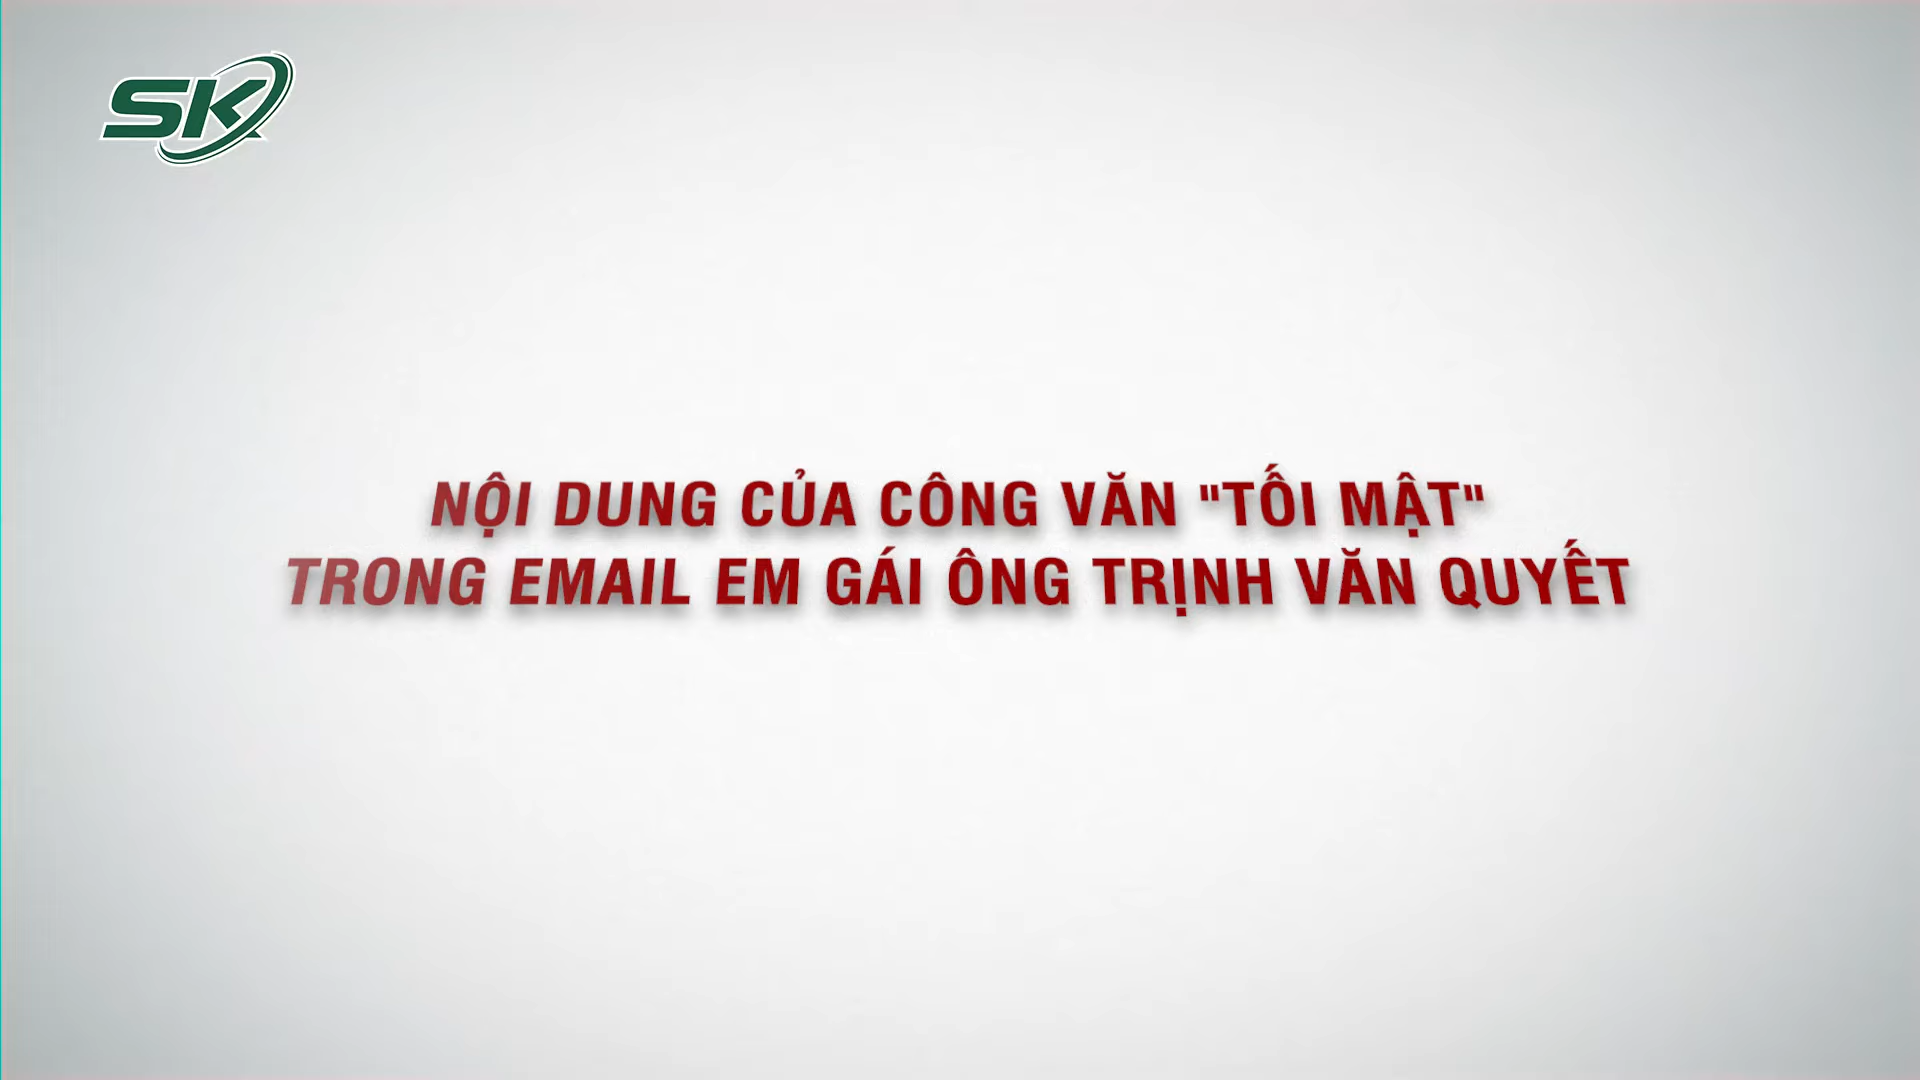 SK
NỘI DUNG CỦA CÔNG VĂN "TỐI MẬT"
TRONG EMAIL EM GÁI ÔNG TRỊNH VĂN QUYẾT